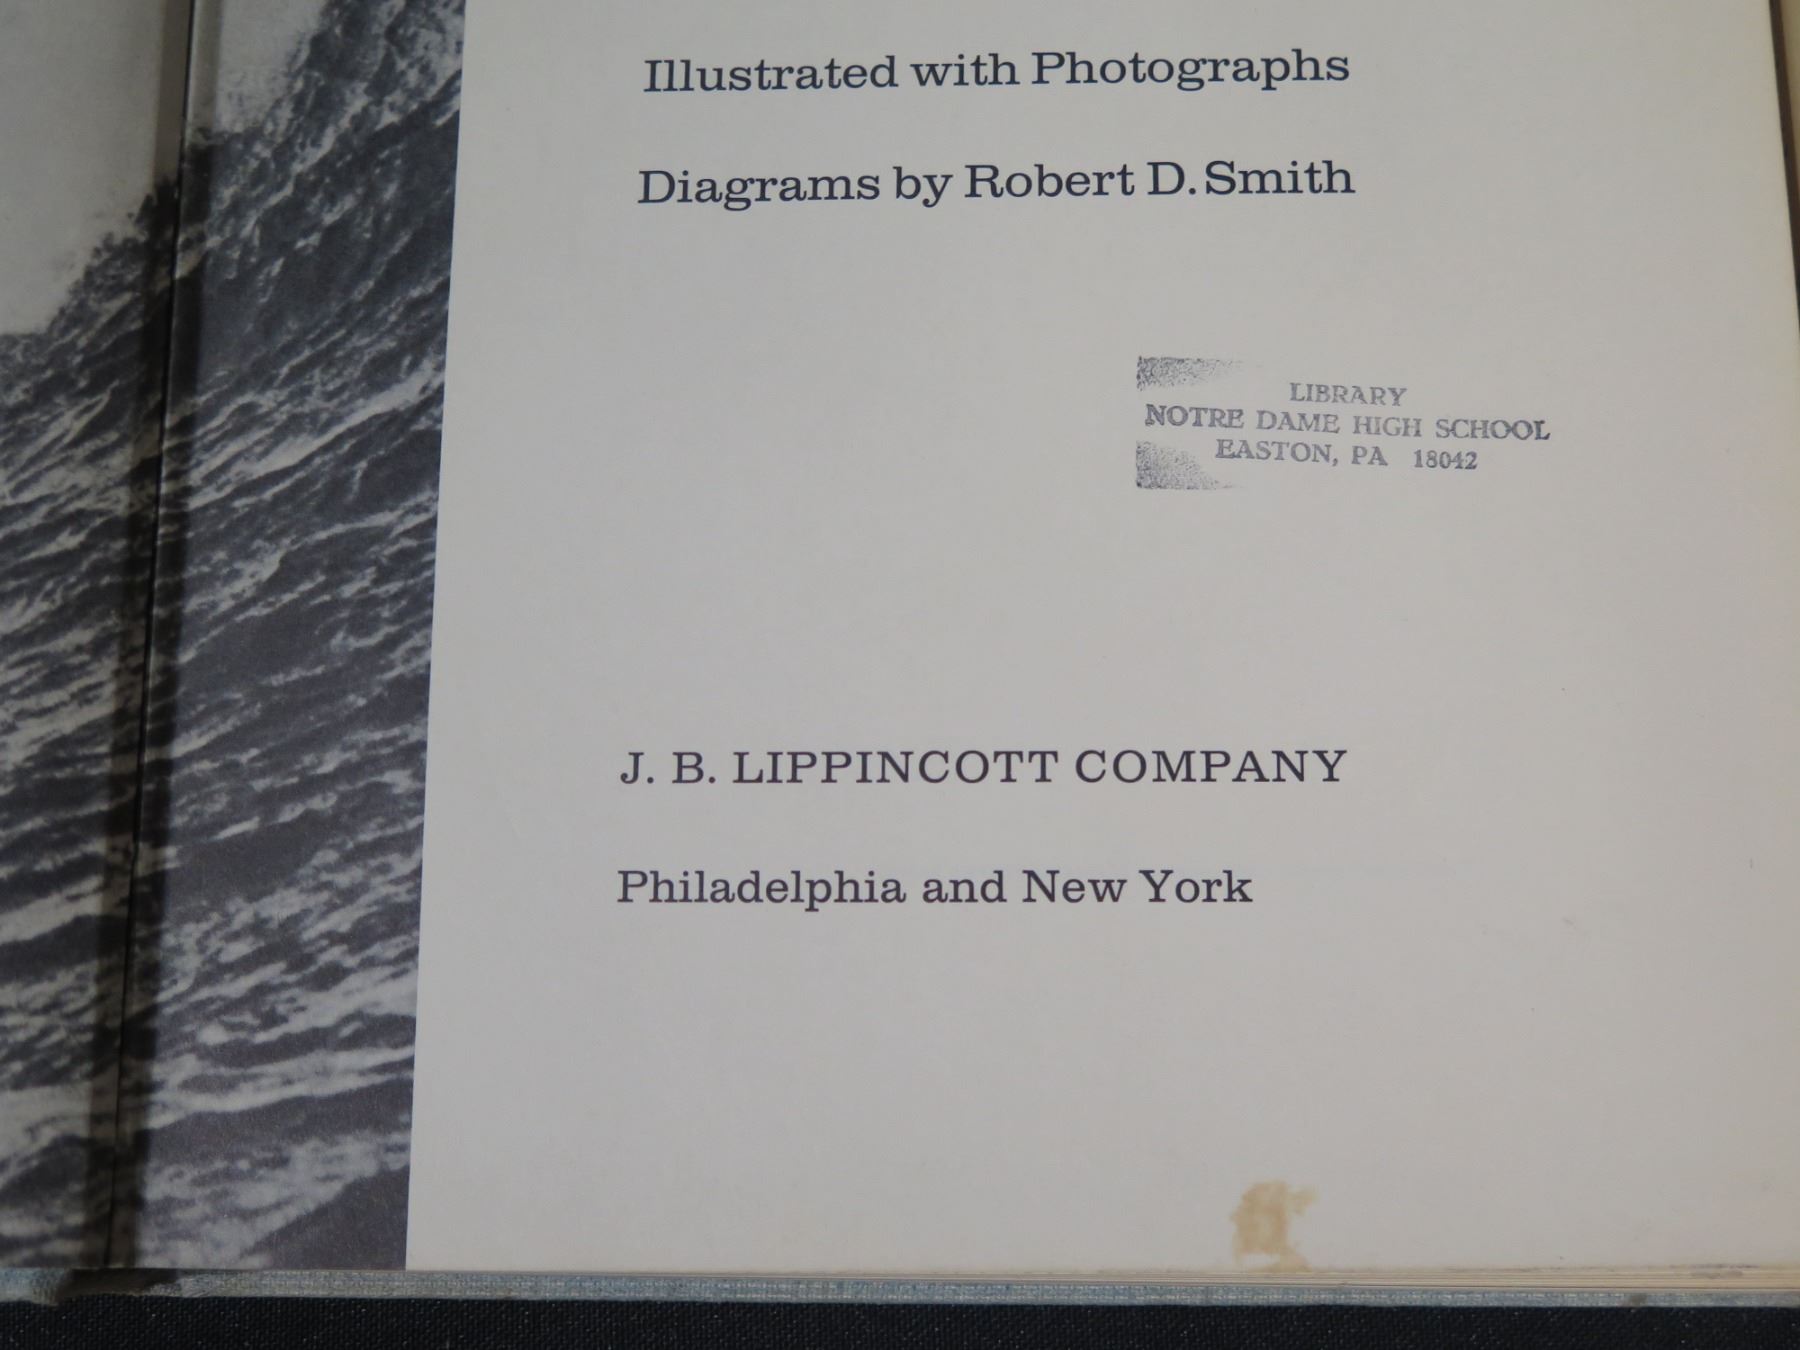 Illustrated with Photographs
Diagrams by Robert D. Smith
LIBRARY
NOTRE DAME HIGH SCHOOL
EASTON, PA 18042
J. B. LIPPINCOTT COMPANY
Philadelphia and New York